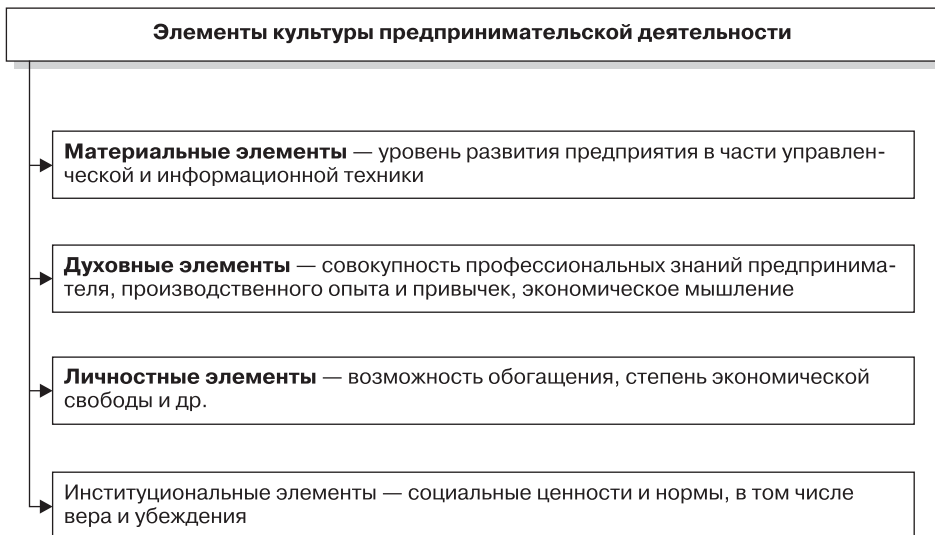 Элементы культуры предпринимательской деятельности
Материальные элементы — уровень развития предприятия в части управлен-
ческой и информационной техники
Духовные элементы — совокупность профессиональных знаний предпринима-
теля, производственного опыта и привычек, экономическое мышление
Личностные элементы — возможность обогащения, степень экономической
свободы и др.
Институциональные элементы — социальные ценности и нормы, в том числе
вера и убеждения